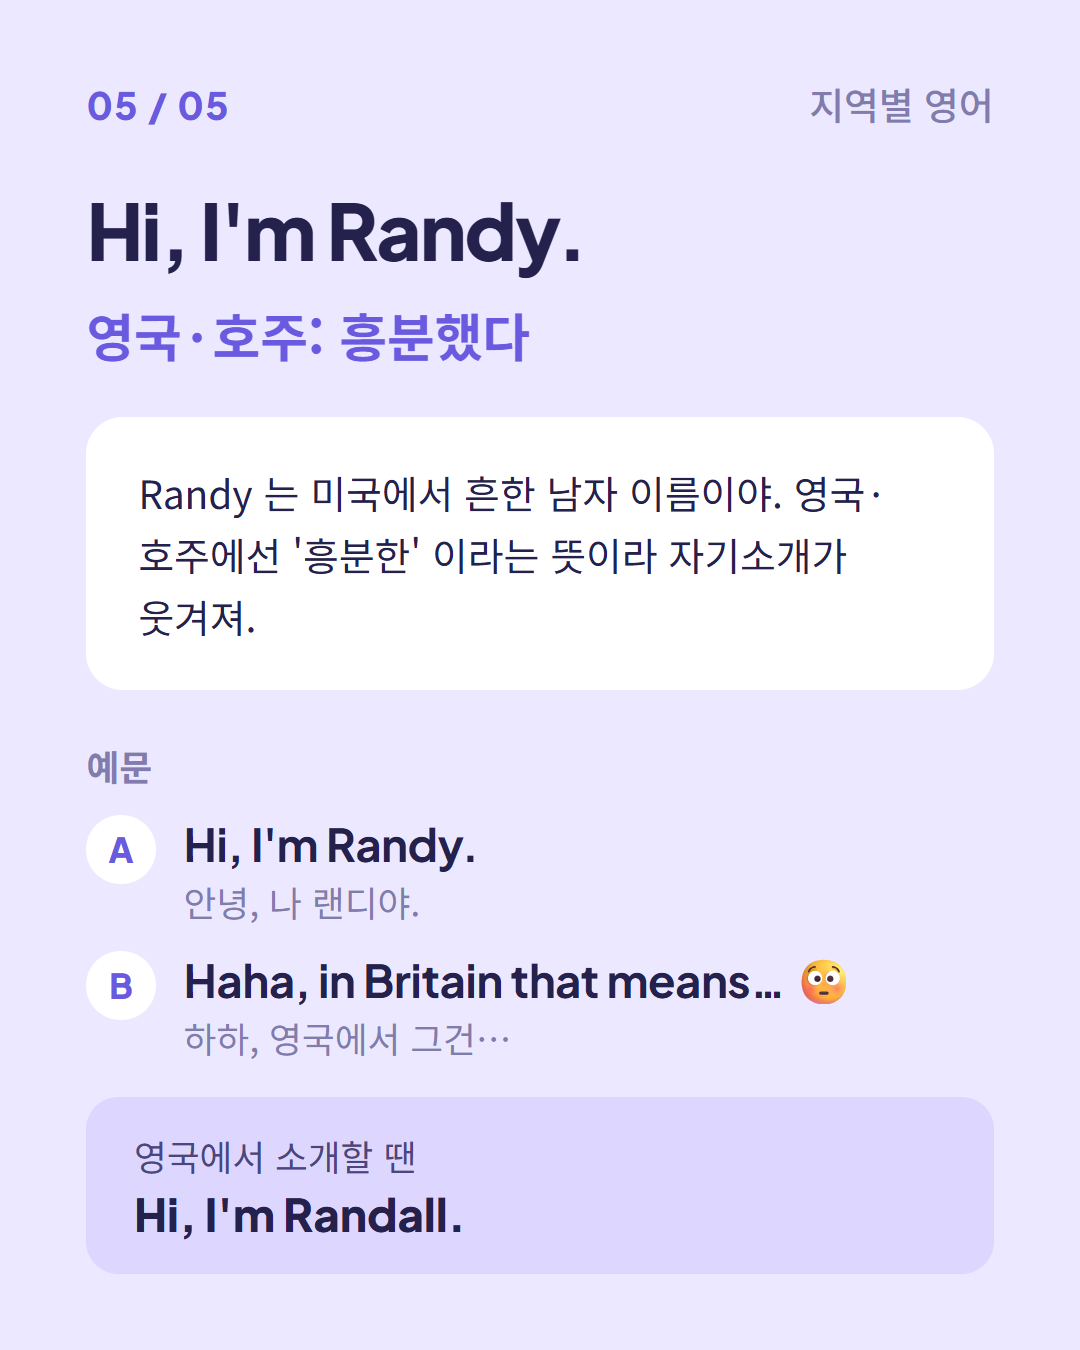 05 / 05
지역별 영어
Hi, I'm Randy.
영국·호주: 흥분했다
Randy 는 미국에서 흔한 남자 이름이야. 영국·
호주에선 '흥분한' 이라는 뜻이라 자기소개가
웃겨져.
예문
A
Hi, I'm Randy.
안녕, 나 랜디야.
B
Haha, in Britain that means… 😳
하하, 영국에서 그건…
영국에서 소개할 땐
Hi, I'm Randall.